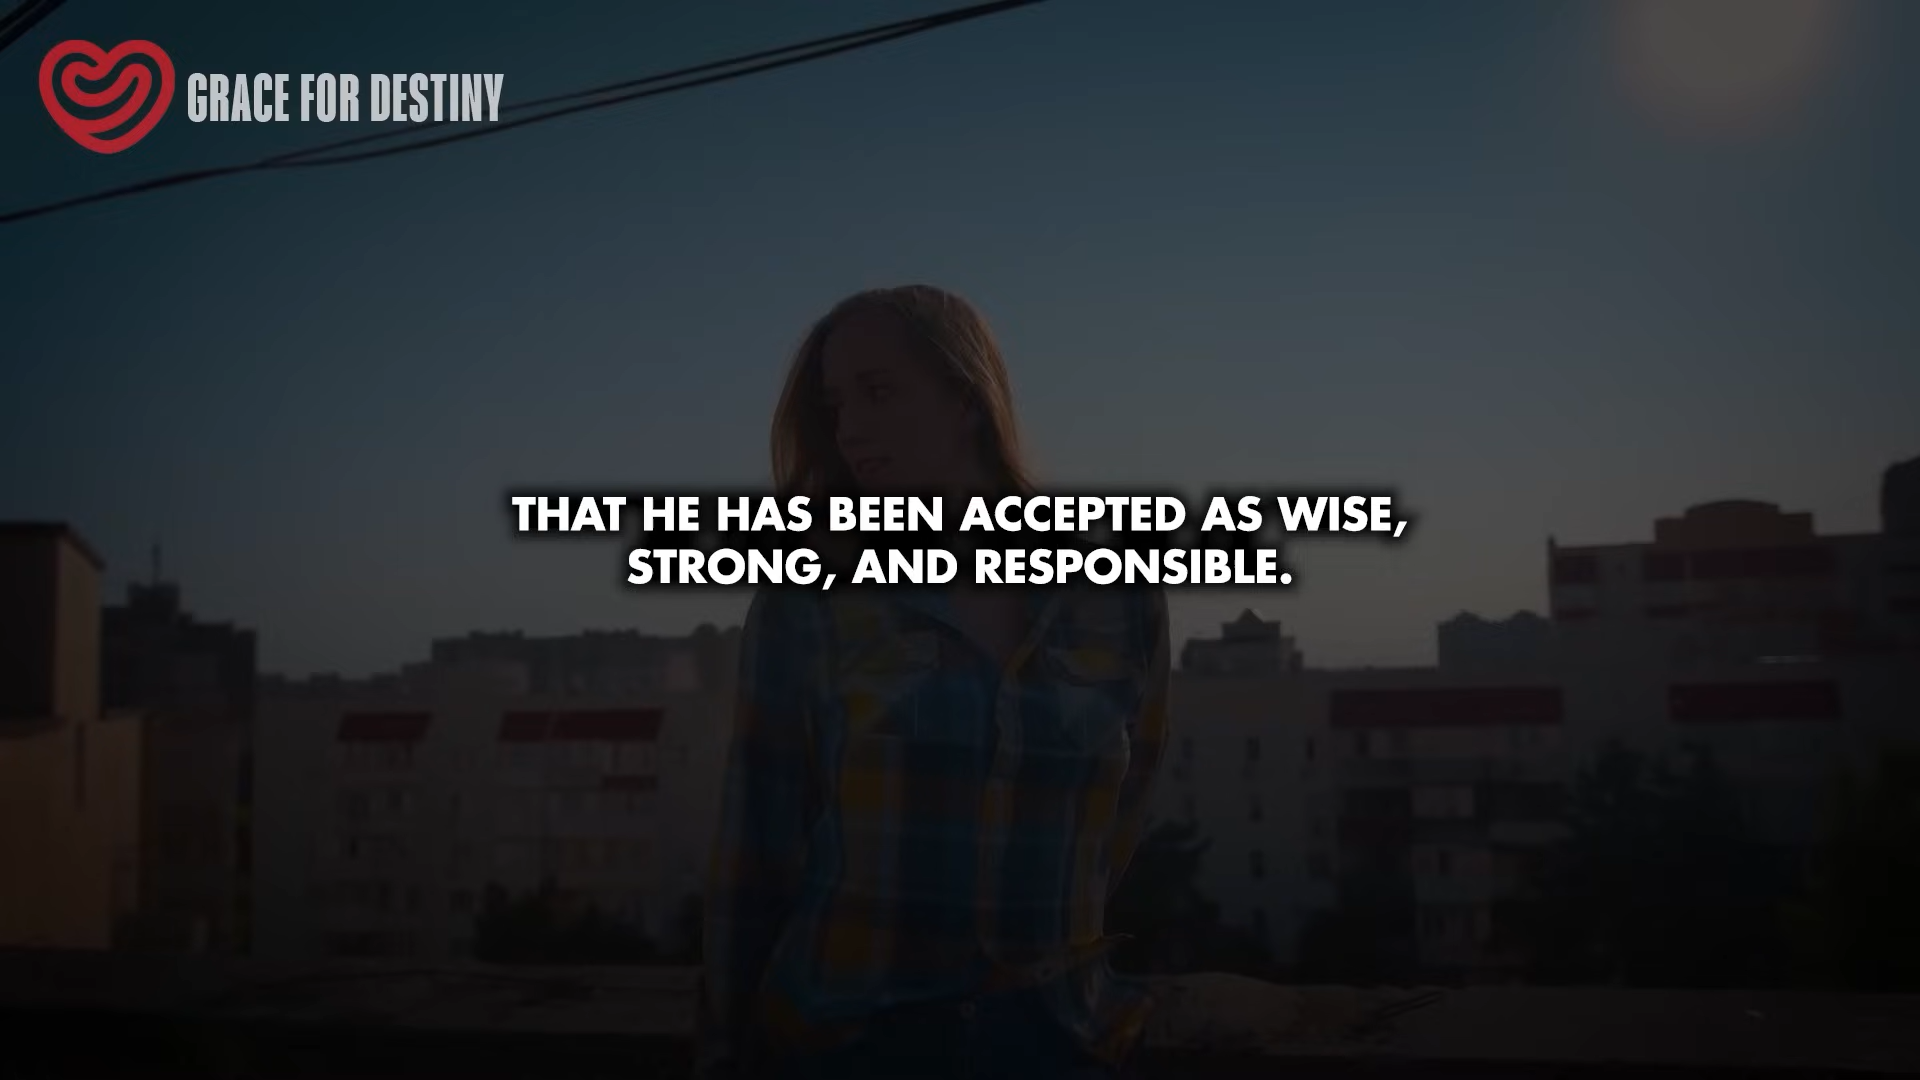 GRACE FOR DESTINY
THAT HE HAS BEEN ACCEPTED AS WISE,
STRONG, AND RESPONSIBLE.